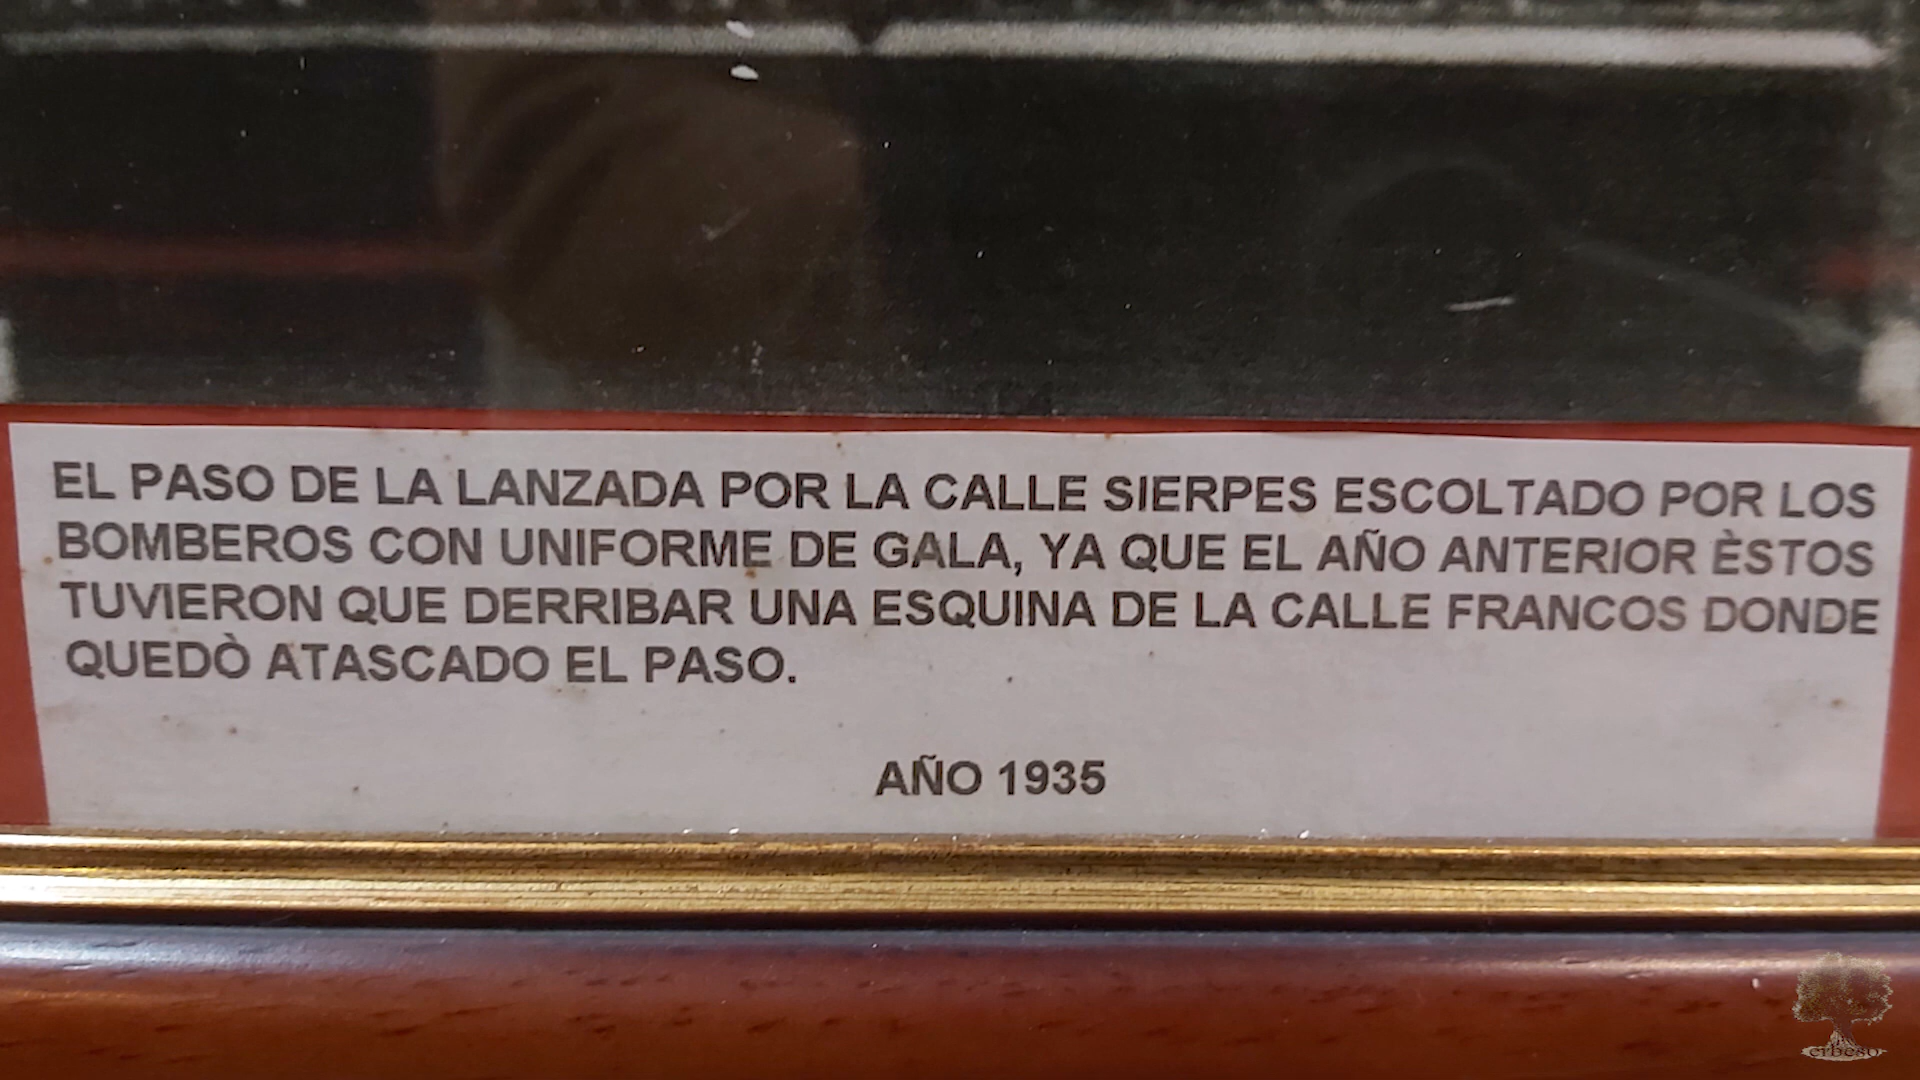 EL PASO DE LA LANZADA POR LA CALLE SIERPES ESCOLTADO POR LOS
BOMBEROS CON UNIFORME DE GALA, YA QUE EL AÑO ANTERIOR ÈSTOS
TUVIERON QUE DERRIBAR UNA ESQUINA DE LA CALLE FRANCOS DONDE
QUEDÒ ATASCADO EL PASO.
AÑO 1935
erbeso